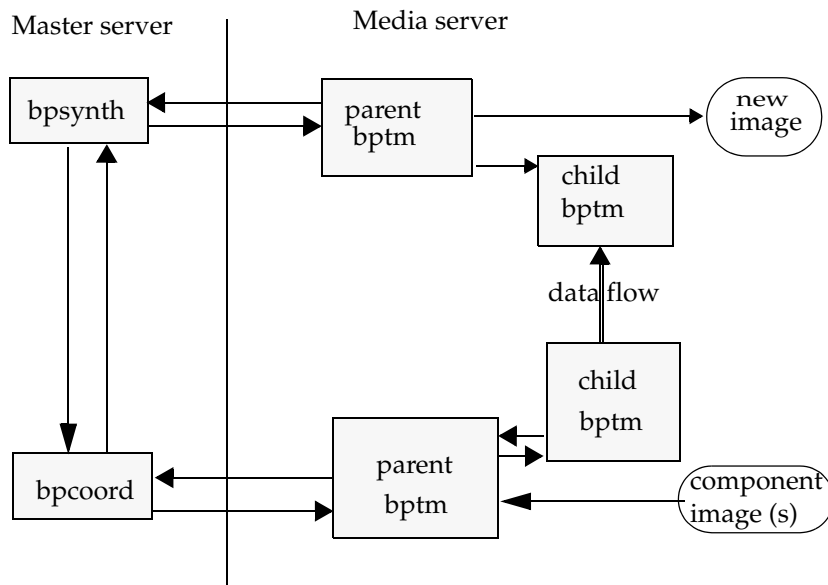 Master server
Media server
bpsynth
parent
bptm
new
image
child
bptm
data flow
child
bptm
parent
bptm
bpcoord
component
image (s)